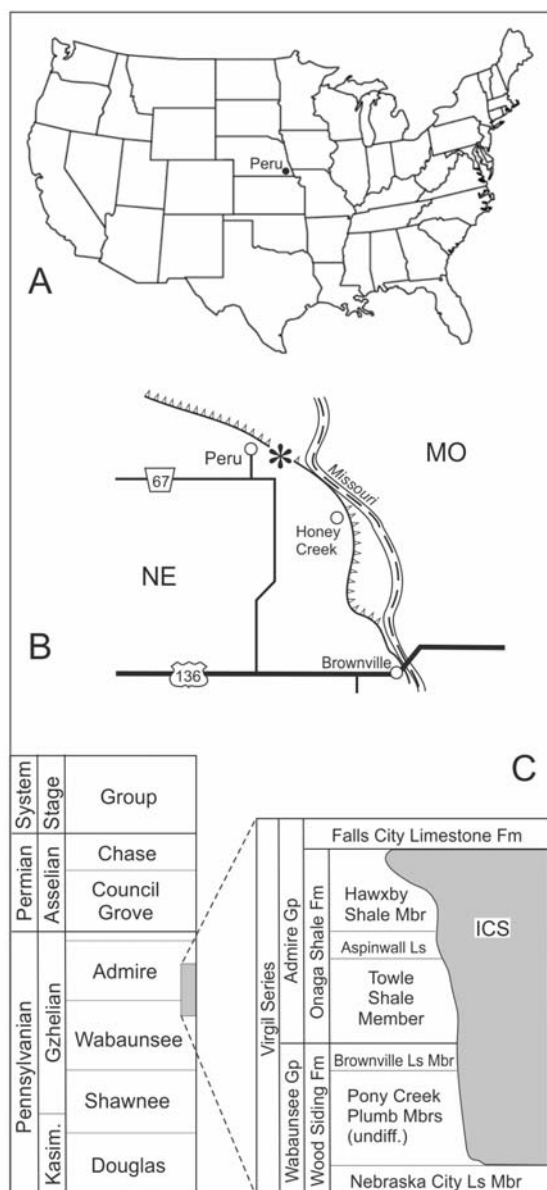 Peru
A
MO
Peru
*
67
Missouri
Honey
Creek
NE
B
Brownville
136
C
System
Stage
Group
Permian
Asselian
Chase
Council
Grove
Pennsylvanian
Gzhelian
Admire
Wabaunsee
Shawnee
Kasim.
Douglas
Virgil Series
Falls City Limestone Fm
Admire Gp
Onaga Shale Fm
Hawxby
Shale Mbr
ICS
Aspinwall Ls
Towle
Shale
Member
Wabaunsee Gp
Wood Siding Fm
Brownville Ls Mbr
Pony Creek
Plumb Mbrs
(undiff.)
Nebraska City Ls Mbr